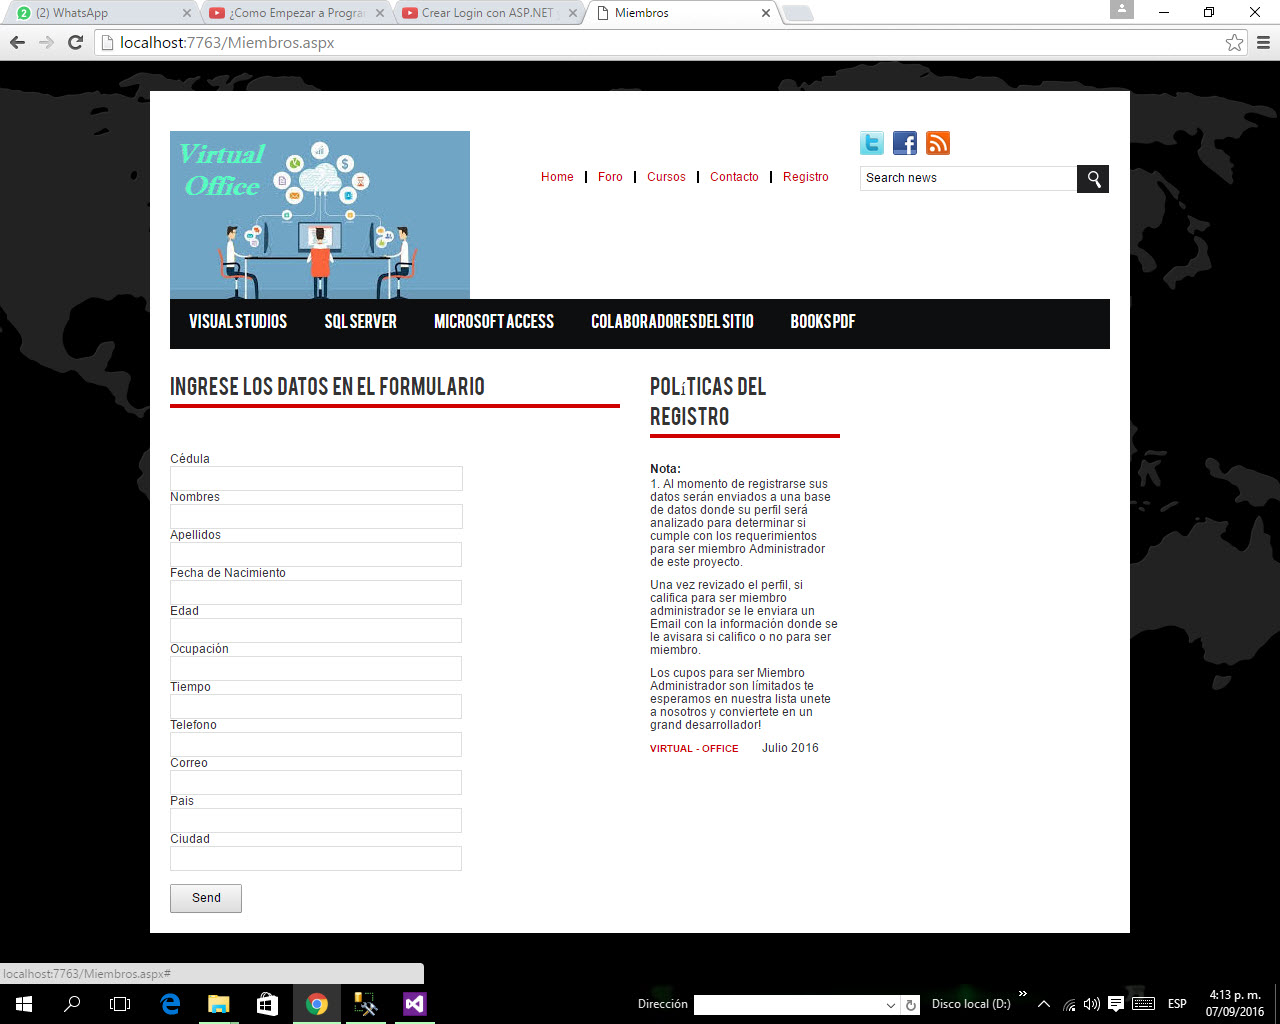 2 (2) WhatsApp
¿Como Empezar a Progra
Crear Login con ASP.NET
Miembros
localhost:7763/Miembros.aspx
Virtual
Office
Home
Foro
Cursos
Contacto
Registro
Search news
VISUAL STUDIOS
SQL SERVER
MICROSOFT ACCESS
COLABORADORES DEL SITIO
BOOKS PDF
INGRESE LOS DATOS EN EL FORMULARIO
Cédula
Nombres
Apellidos
Fecha de Nacimiento
Edad
Ocupación
Tiempo
Telefono
Correo
Pais
Ciudad
Send
POLíTICAS DEL
REGISTRO
Nota:
1. Al momento de registrarse sus
datos serán enviados a una base
de datos donde su perfil será
analizado para determinar si
cumple con los requerimientos
para ser miembro Administrador
de este proyecto.
Una vez revizado el perfil, si
califica para ser miembro
administrador se le enviara un
Email con la información donde se
le avisara si califico o no para ser
miembro.
Los cupos para ser Miembro
Administrador son límitados te
esperamos en nuestra lista unete
a nosotros y conviertete en un
grand desarrollador!
VIRTUAL - OFFICE Julio 2016
localhost:7763/Miembros.aspx#
Dirección
Disco local (D:)
ESP
4:13 p. m.
07/09/2016